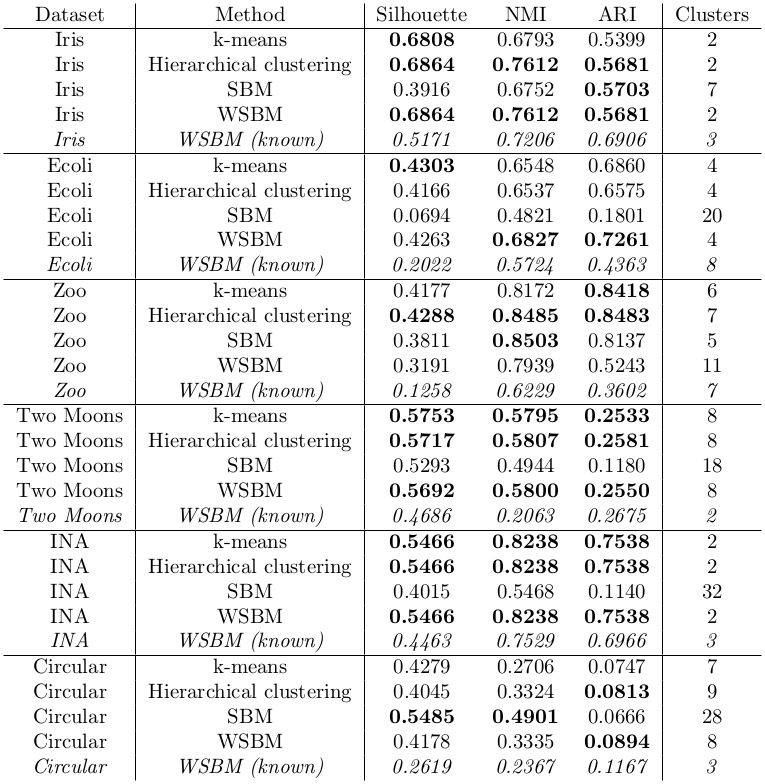 Dataset Method Silhouette NMI ARI Clusters
Iris k-means 0.6808 0.6793 0.5399 2
Iris Hierarchical clustering 0.6864 0.7612 0.5681 2
Iris SBM 0.3916 0.6752 0.5703 7
Iris WSBM 0.6864 0.7612 0.5681 2
Iris WSBM (known) 0.5171 0.7206 0.6906 3
Ecoli k-means 0.4303 0.6548 0.6860 4
Ecoli Hierarchical clustering 0.4166 0.6537 0.6575 4
Ecoli SBM 0.0694 0.4821 0.1801 20
Ecoli WSBM 0.4263 0.6827 0.7261 4
Ecoli WSBM (known) 0.2022 0.5724 0.4363 8
Zoo k-means 0.4177 0.8172 0.8418 6
Zoo Hierarchical clustering 0.4288 0.8485 0.8483 7
Zoo SBM 0.3811 0.8503 0.8137 5
Zoo WSBM 0.3191 0.7939 0.5243 11
Zoo WSBM (known) 0.1258 0.6229 0.3602 7
Two Moons k-means 0.5753 0.5795 0.2533 8
Two Moons Hierarchical clustering 0.5717 0.5807 0.2581 8
Two Moons SBM 0.5293 0.4944 0.1180 18
Two Moons WSBM 0.5692 0.5800 0.2550 8
Two Moons WSBM (known) 0.4686 0.2063 0.2675 2
INA k-means 0.5466 0.8238 0.7538 2
INA Hierarchical clustering 0.5466 0.8238 0.7538 2
INA SBM 0.4015 0.5468 0.1140 32
INA WSBM 0.5466 0.8238 0.7538 2
INA WSBM (known) 0.4463 0.7529 0.6966 3
Circular k-means 0.4279 0.2706 0.0747 7
Circular Hierarchical clustering 0.4045 0.3324 0.0813 9
Circular SBM 0.5485 0.4901 0.0666 28
Circular WSBM 0.4178 0.3335 0.0894 8
Circular WSBM (known) 0.2619 0.2367 0.1167 3